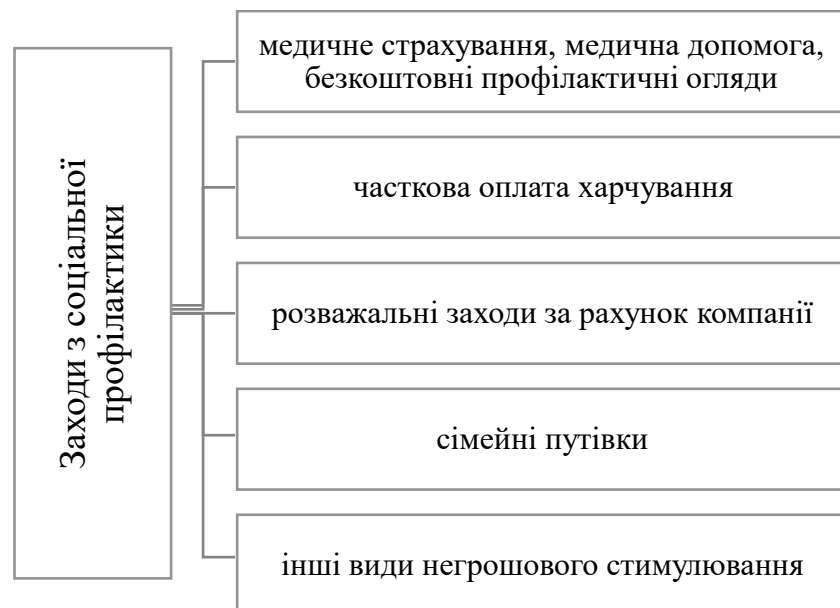 Заходи з соціальної
профілактики
медичне страхування, медична допомога,
безкоштовні профілактичні огляди
часткова оплата харчування
розважальні заходи за рахунок компанії
сімейні путівки
інші види негрошового стимулювання